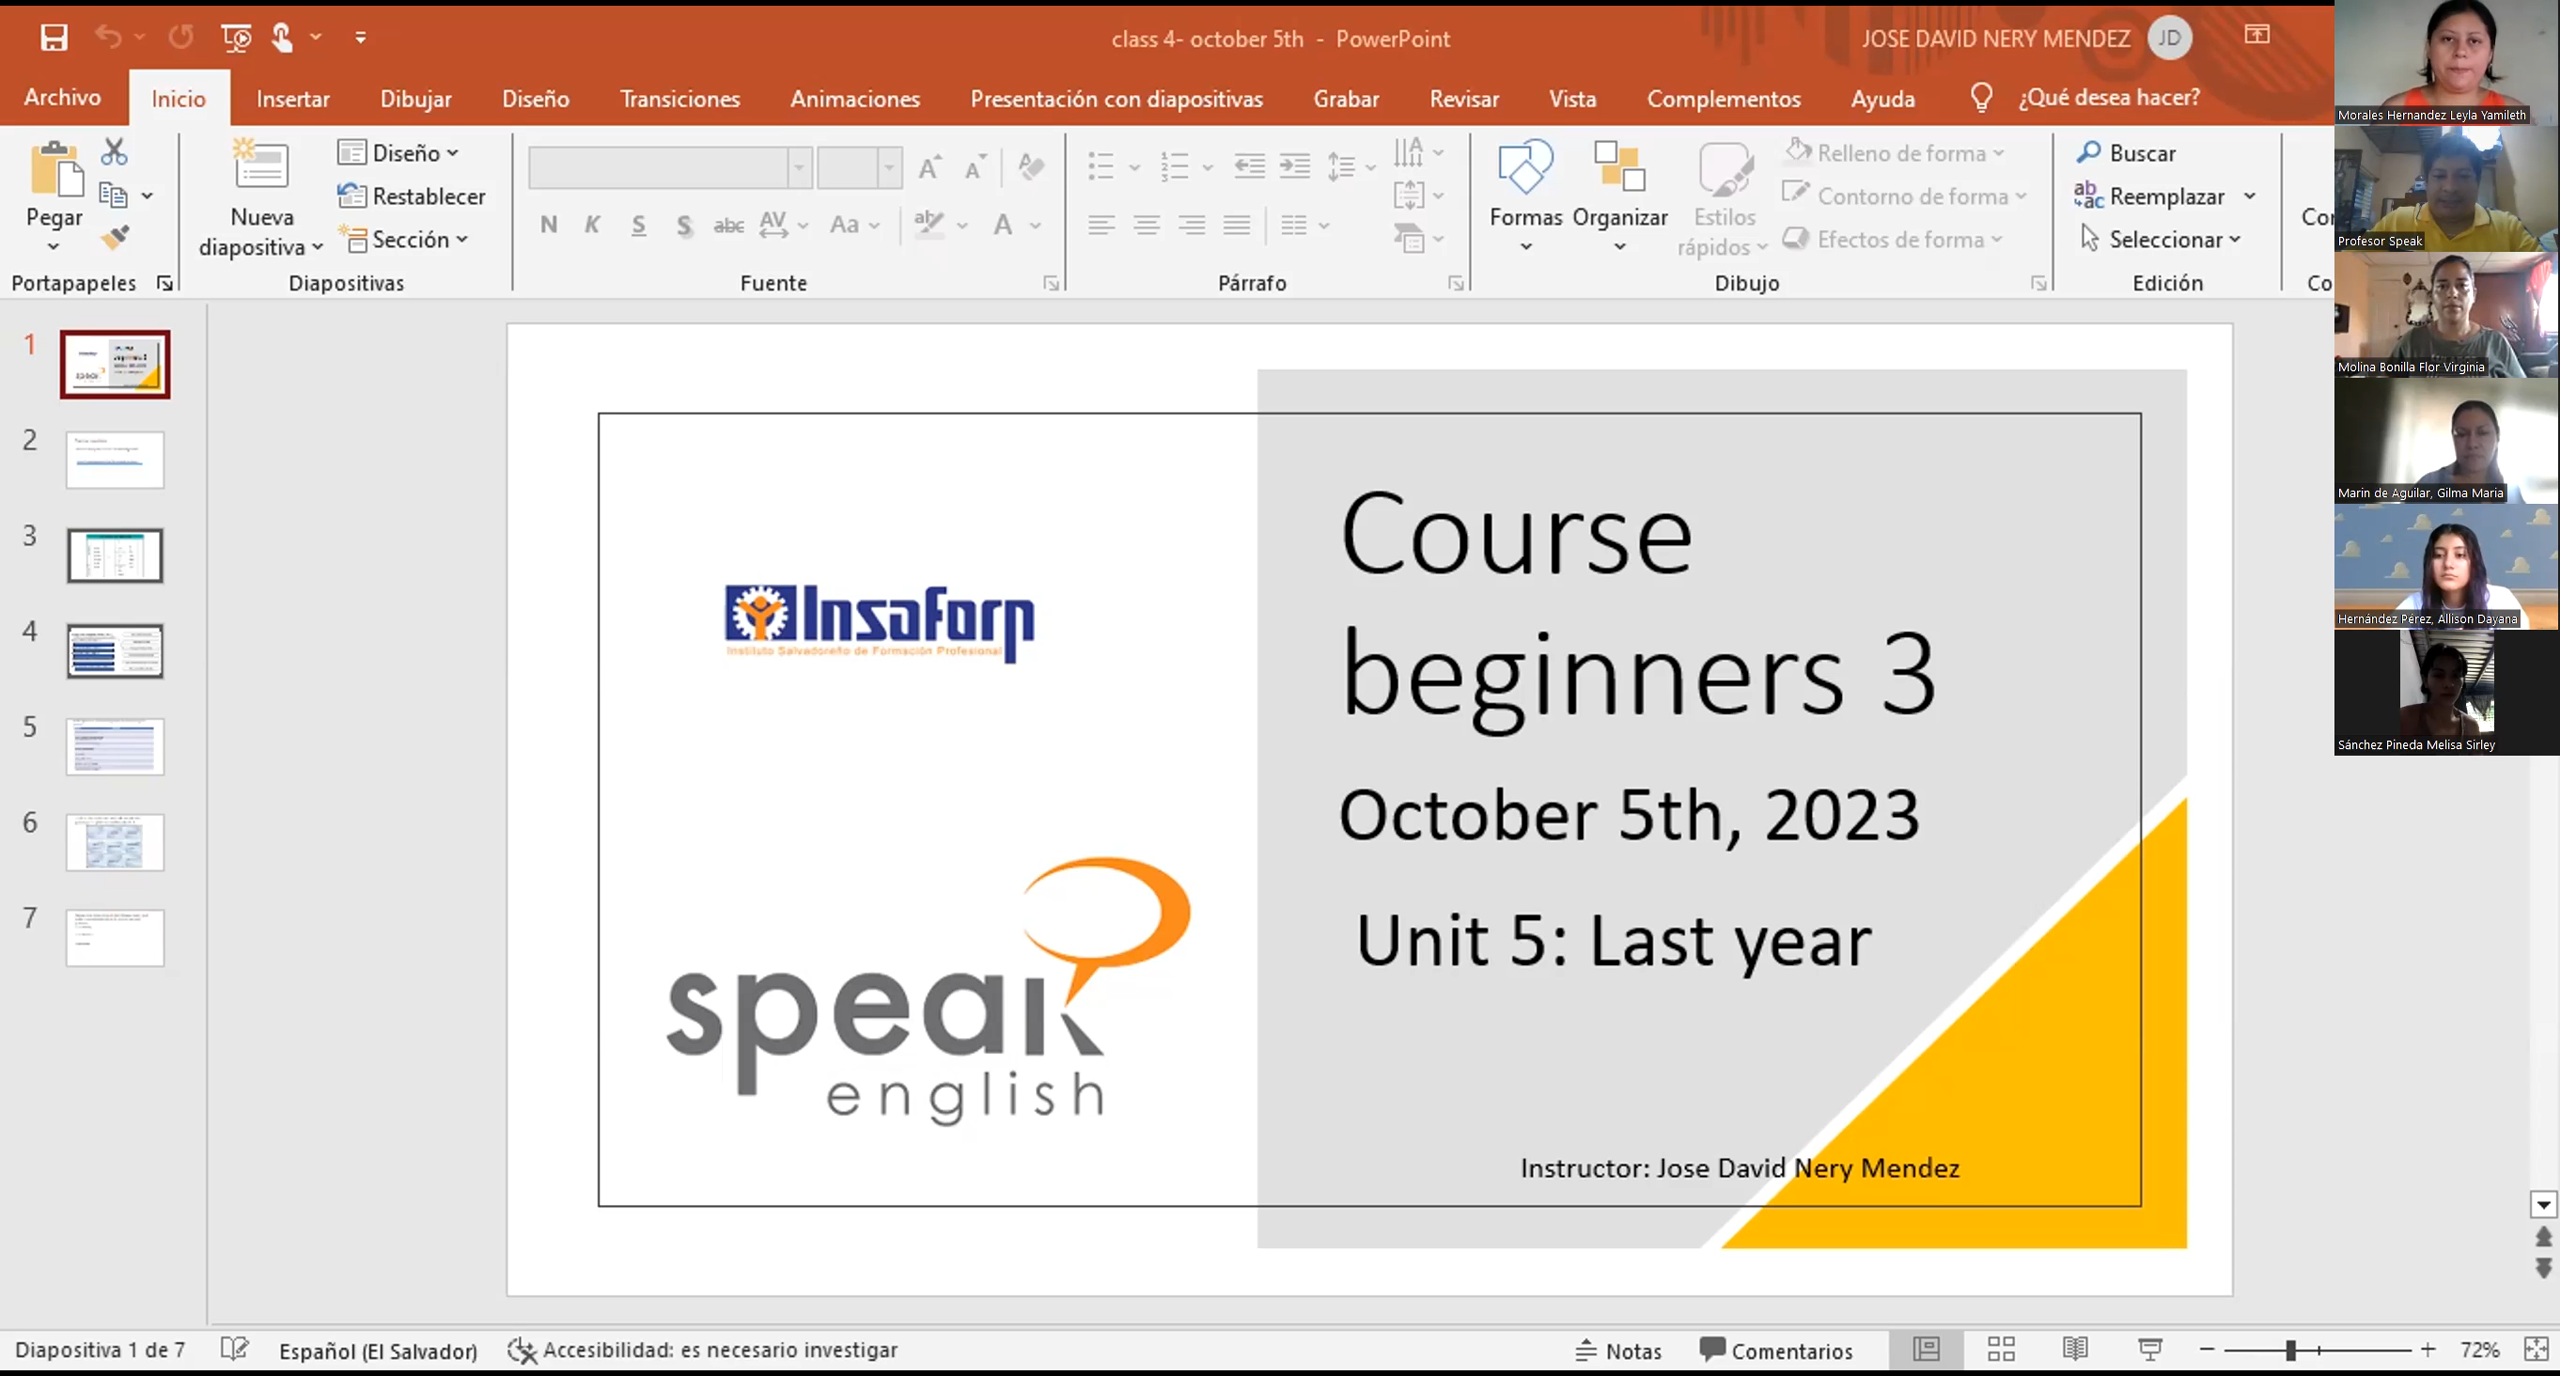 class 4- october 5th - PowerPoint
JOSE DAVID NERY MENDEZ JD
Archivo Inicio Insertar Dibujar Diseño Transiciones Animaciones Presentación con diapositivas Grabar Revisar Vista Complementos Ayuda ¿Qué desea hacer?
Pegar
Portapapeles
Nueva
diapositiva
Diseño
Restablecer
Sección
Diapositivas
N K S S abc AV Aa
Fuente
Párrafo
Formas
Organizar
Estilos
rápidos
Relleno de forma
Contorno de forma
Efectos de forma
Dibujo
Buscar
Reemplazar
Seleccionar
Edición
1
2
3
4
5
6
7
Insaforp
Instituto Salvadoreño de Formación Profesional
speak
english
Course
beginners 3
October 5th, 2023
Unit 5: Last year
Instructor: Jose David Nery Mendez
Morales Hernandez Leyla Yamileth
Profesor Speak
Molina Bonilla Flor Virginia
Marin de Aguilar, Gilma Maria
Hernández Pérez, Allison Dayana
Sánchez Pineda Melisa Sirley
Diapositiva 1 de 7 Español (El Salvador) Accesibilidad: es necesario investigar Notas Comentarios 72%